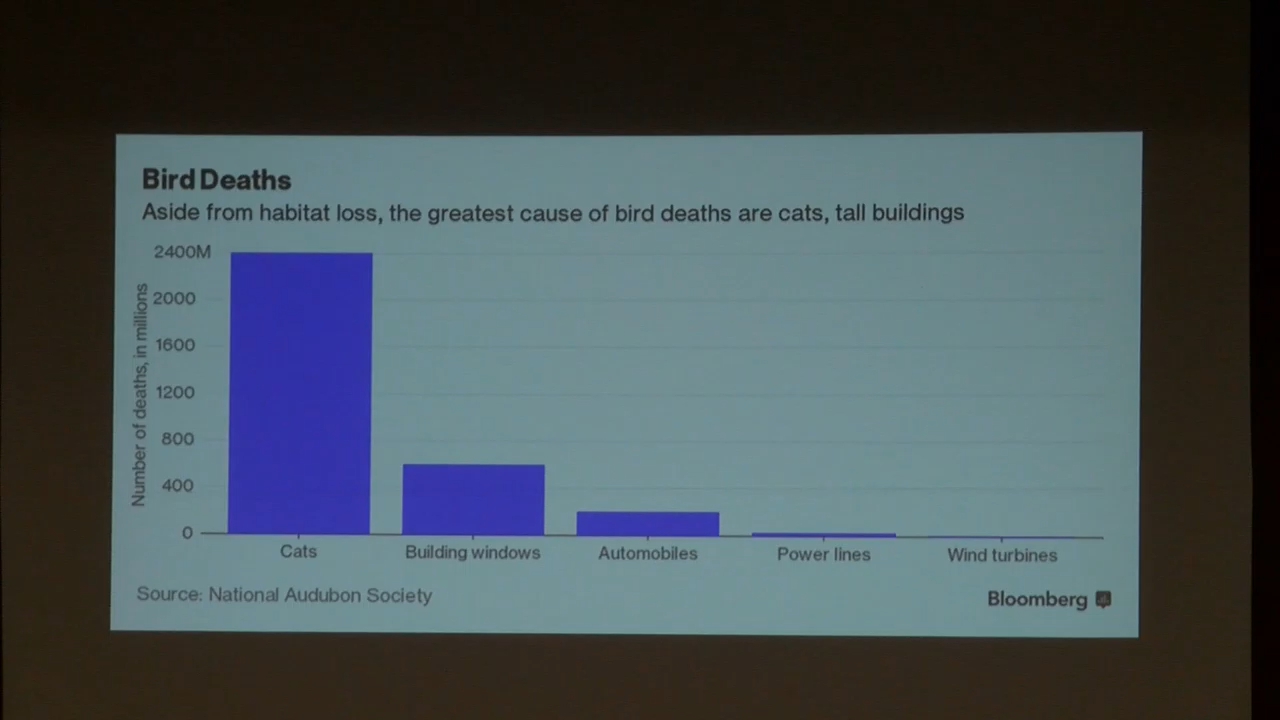 Bird Deaths
Aside from habitat loss, the greatest cause of bird deaths are cats, tall buildings
Number of deaths, in millions
2400M
2000
1600
1200
800
400
0
Cats
Building windows
Automobiles
Power lines
Wind turbines
Source: National Audubon Society
Bloomberg